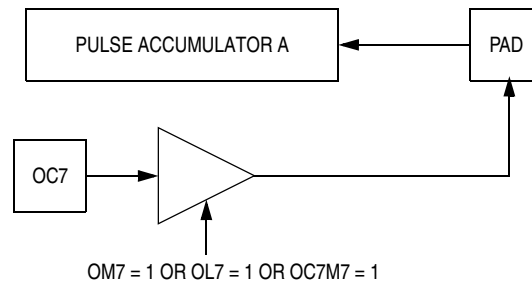 PULSE ACCUMULATOR A
PAD
OC7
OM7 = 1 OR OL7 = 1 OR OC7M7 = 1